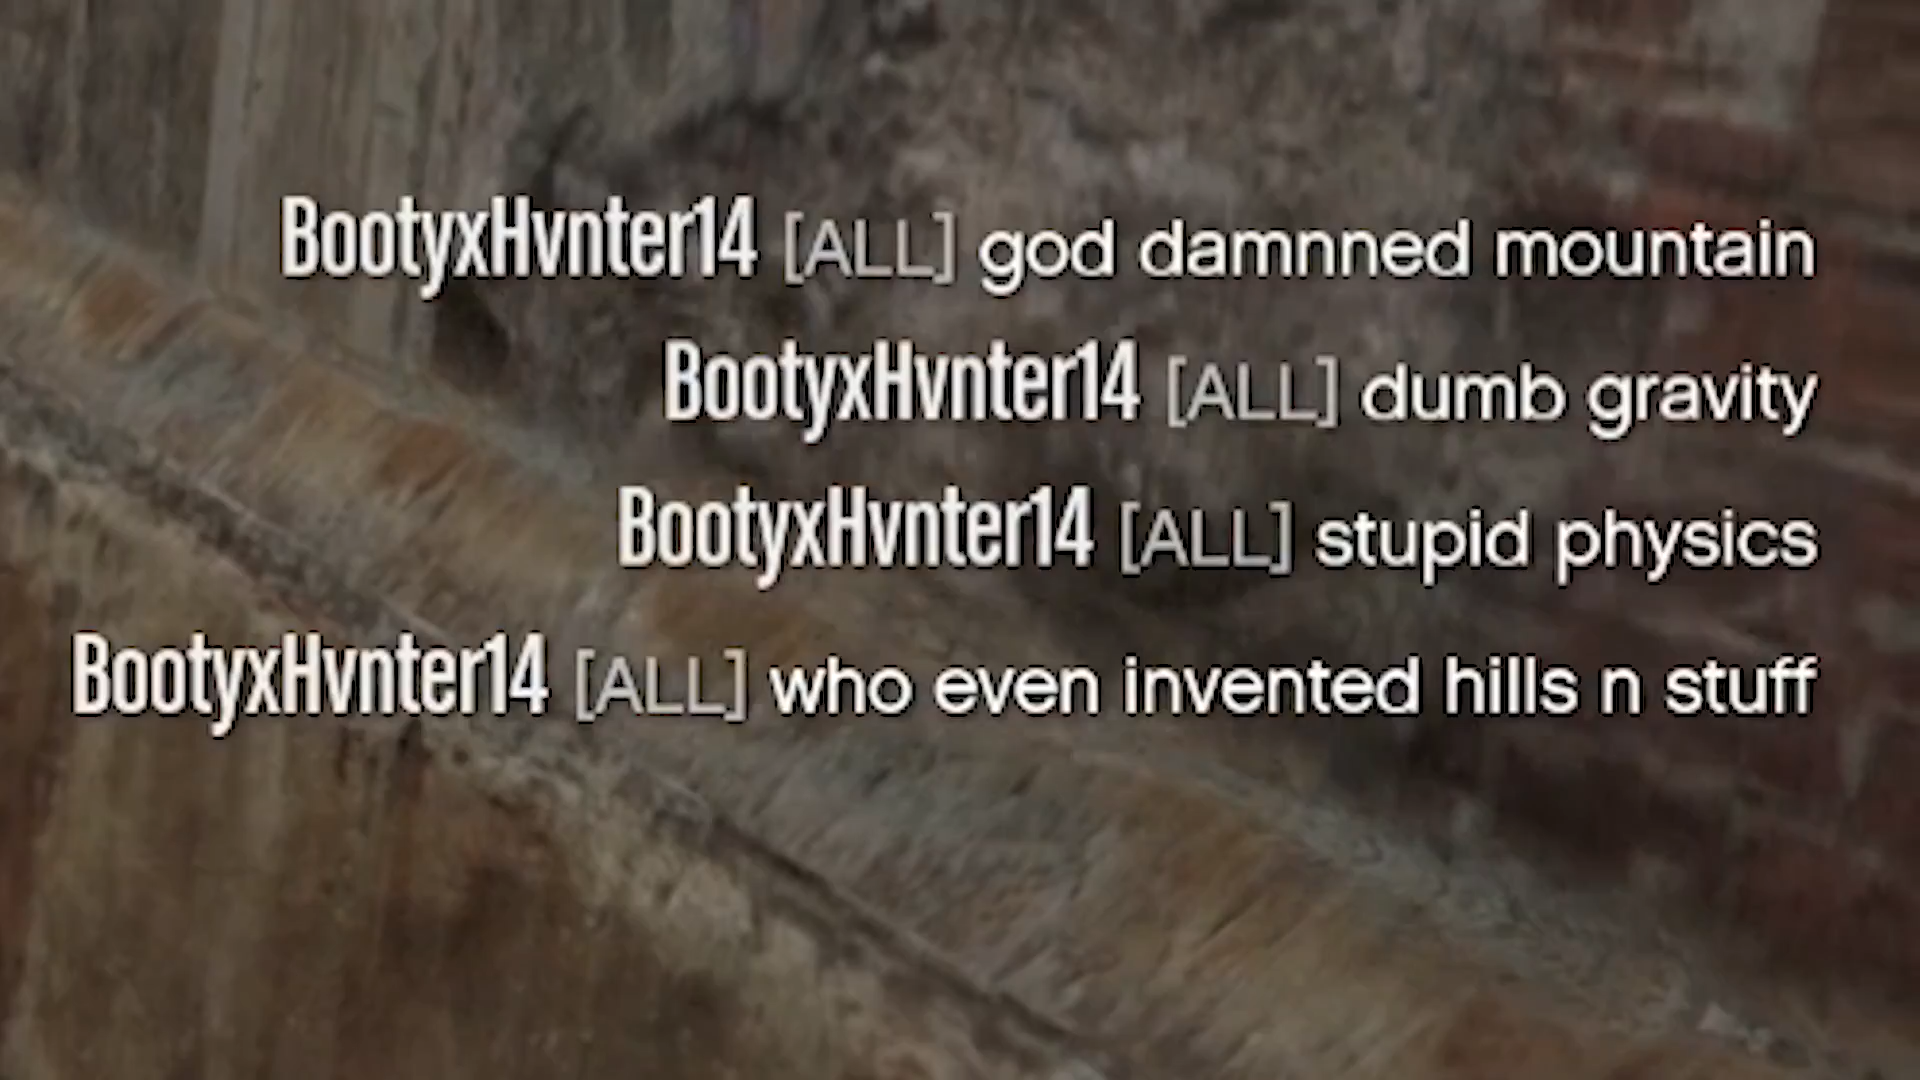 BootyxHvnter14 [ALL] god damnned mountain
BootyxHvnter14 [ALL] dumb gravity
BootyxHvnter14 [ALL] stupid physics
BootyxHvnter14 [ALL] who even invented hills n stuff